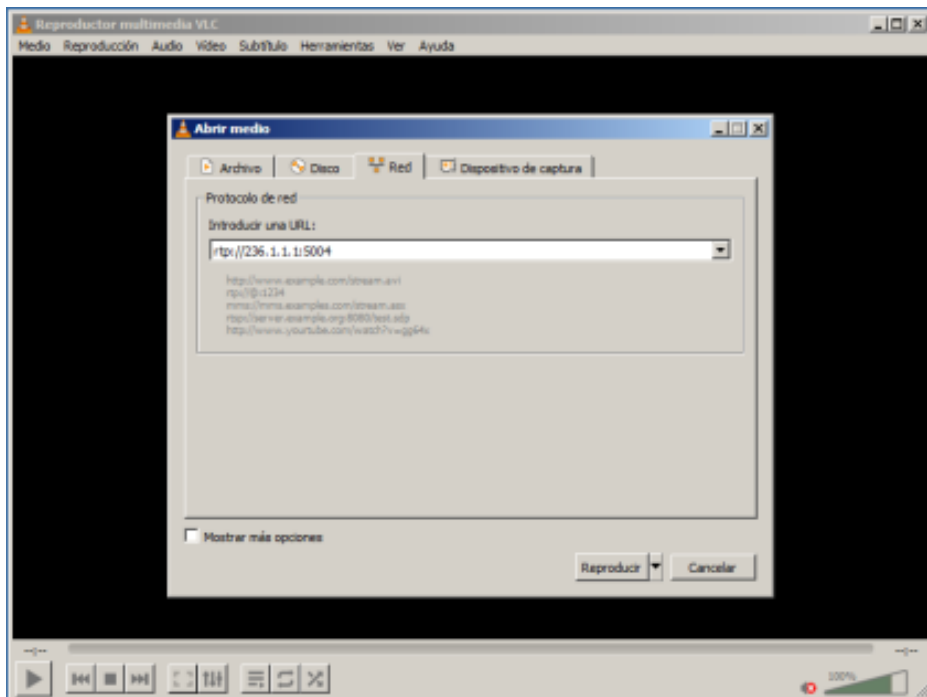 Reproductor multimedia VLC
Medio Reproducción Audio Vídeo Subtítulo Herramientas Ver Ayuda
Abrir medio
Archivo Disco Red Dispositivo de captura
Protocolo de red
Introducir una URL:
rtp://236.1.1.1:5004
http://www.example.com/stream.avi
rtp://@:1234
mms://mms.examples.com/stream.asx
rtsp://server.example.org:8080/test.sdp
http://www.yourtube.com/watch?v=gg64x
Mostrar más opciones
Reproducir Cancelar
--:-- --:--
100%